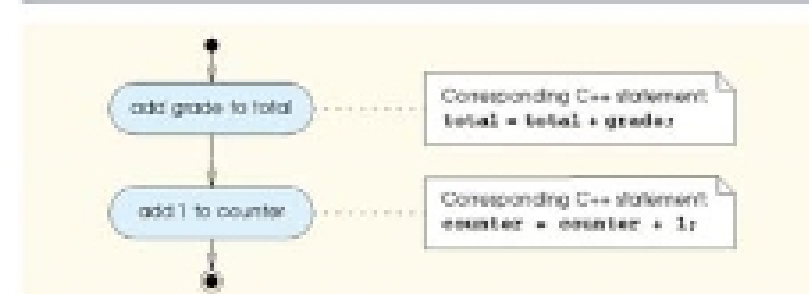 add grade to total
Corresponding C++ statement:
total = total + grade;
add 1 to counter
Corresponding C++ statement:
counter = counter + 1;